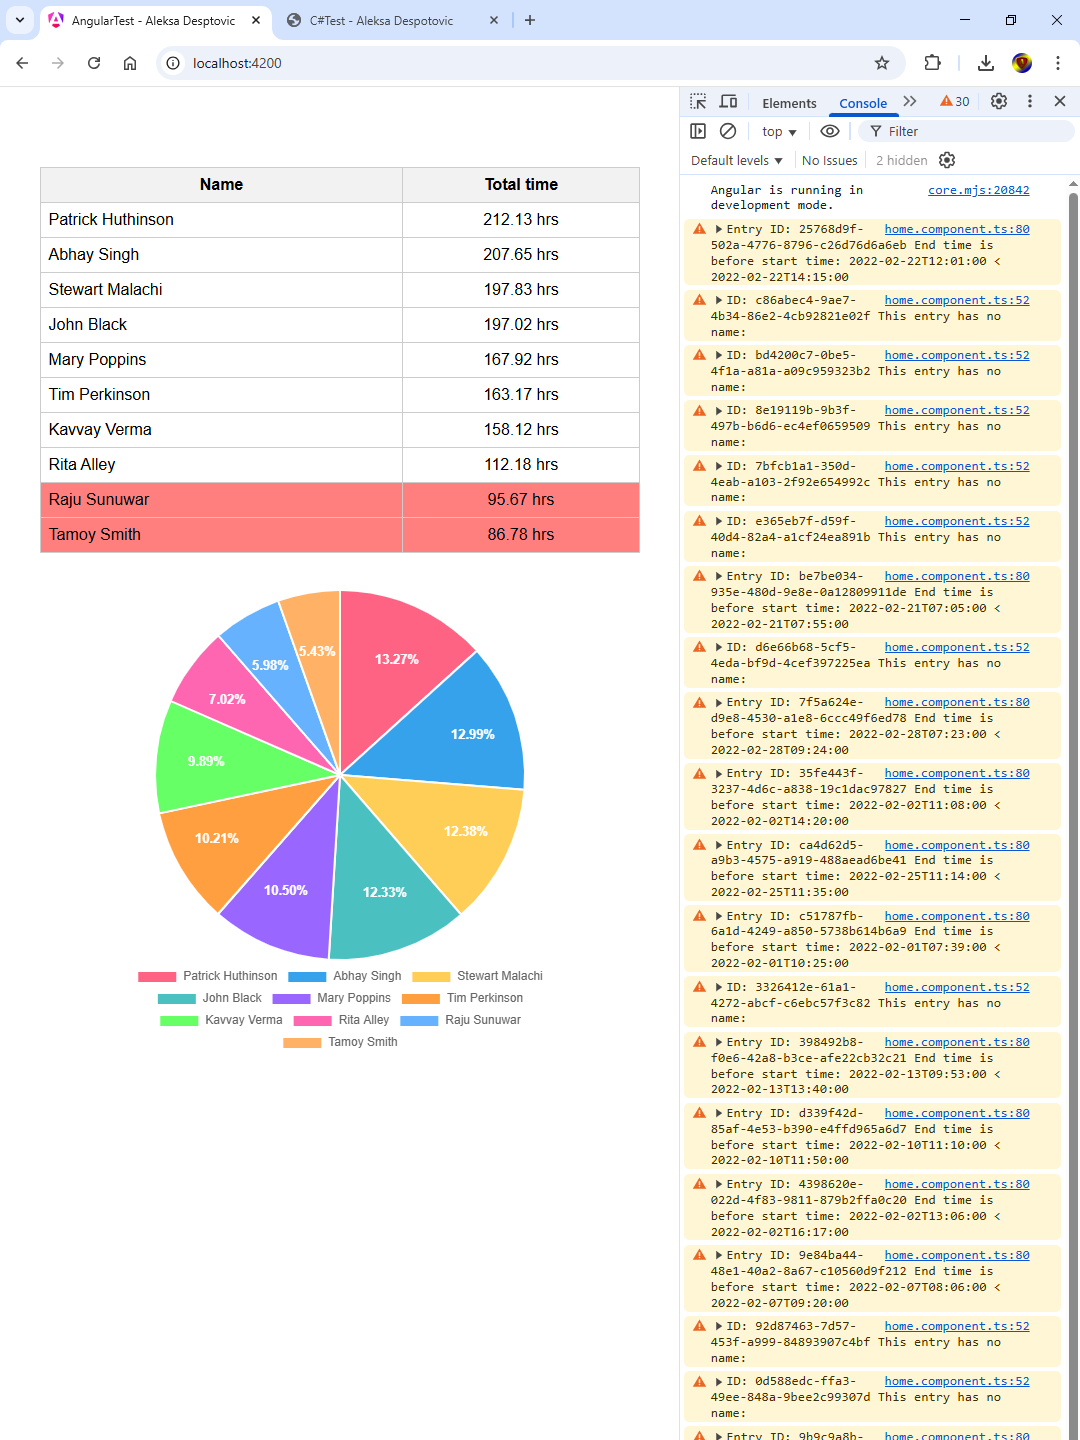 AngularTest - Aleksa Desptovic
C#Test - Aleksa Despotovic
localhost:4200
Name Total time
Patrick Huthinson 212.13 hrs
Abhay Singh 207.65 hrs
Stewart Malachi 197.83 hrs
John Black 197.02 hrs
Mary Poppins 167.92 hrs
Tim Perkinson 163.17 hrs
Kavvay Verma 158.12 hrs
Rita Alley 112.18 hrs
Raju Sunuwar 95.67 hrs
Tamoy Smith 86.78 hrs
5.43%
13.27%
5.98%
7.02%
12.99%
9.89%
12.38%
10.21%
10.50%
12.33%
Patrick Huthinson Abhay Singh Stewart Malachi
John Black Mary Poppins Tim Perkinson
Kavvay Verma Rita Alley Raju Sunuwar
Tamoy Smith
Elements Console 30
top Filter
Default levels No Issues 2 hidden
Angular is running in core.mjs:20842
development mode.
Entry ID: 25768d9f- home.component.ts:80
502a-4776-8796-c26d76d6a6eb End time is
before start time: 2022-02-22T12:01:00 <
2022-02-22T14:15:00
ID: c86abec4-9ae7- home.component.ts:52
4b34-86e2-4cb92821e02f This entry has no
name:
ID: bd4200c7-0be5- home.component.ts:52
4f1a-a81a-a09c959323b2 This entry has no
name:
ID: 8e19119b-9b3f- home.component.ts:52
497b-b6d6-ec4ef0659509 This entry has no
name:
ID: 7bfcb1a1-350d- home.component.ts:52
4eab-a103-2f92e654992c This entry has no
name:
ID: e365eb7f-d59f- home.component.ts:52
40d4-82a4-a1cf24ea891b This entry has no
name:
Entry ID: be7be034- home.component.ts:80
935e-480d-9e8e-0a12809911de End time is
before start time: 2022-02-21T07:05:00 <
2022-02-21T07:55:00
ID: d6e66b68-5cf5- home.component.ts:52
4eda-bf9d-4cef397225ea This entry has no
name:
Entry ID: 7f5a624e- home.component.ts:80
d9e8-4530-a1e8-6ccc49f6ed78 End time is
before start time: 2022-02-28T07:23:00 <
2022-02-28T09:24:00
Entry ID: 35fe443f- home.component.ts:80
3237-4d6c-a838-19c1dac97827 End time is
before start time: 2022-02-02T11:08:00 <
2022-02-02T14:20:00
Entry ID: ca4d62d5- home.component.ts:80
a9b3-4575-a919-488aead6be41 End time is
before start time: 2022-02-25T11:14:00 <
2022-02-25T11:35:00
Entry ID: c51787fb- home.component.ts:80
6a1d-4249-a850-5738b614b6a9 End time is
before start time: 2022-02-01T07:39:00 <
2022-02-01T10:25:00
ID: 3326412e-61a1- home.component.ts:52
4272-abcf-c6ebc57f3c82 This entry has no
name:
Entry ID: 398492b8- home.component.ts:80
f0e6-42a8-b3ce-afe22cb32c21 End time is
before start time: 2022-02-13T09:53:00 <
2022-02-13T13:40:00
Entry ID: d339f42d- home.component.ts:80
85af-4e53-b390-e4ffd965a6d7 End time is
before start time: 2022-02-10T11:10:00 <
2022-02-10T11:50:00
Entry ID: 4398620e- home.component.ts:80
022d-4f83-9811-879b2ffa0c20 End time is
before start time: 2022-02-02T13:06:00 <
2022-02-02T16:17:00
Entry ID: 9e84ba44- home.component.ts:80
48e1-40a2-8a67-c10560d9f212 End time is
before start time: 2022-02-07T08:06:00 <
2022-02-07T09:20:00
ID: 92d87463-7d57- home.component.ts:52
453f-a999-84893907c4bf This entry has no
name:
ID: 0d588edc-ffa3- home.component.ts:52
49ee-848a-9bee2c99307d This entry has no
name:
Entry ID: 9b9c9a8b- home.component.ts:80